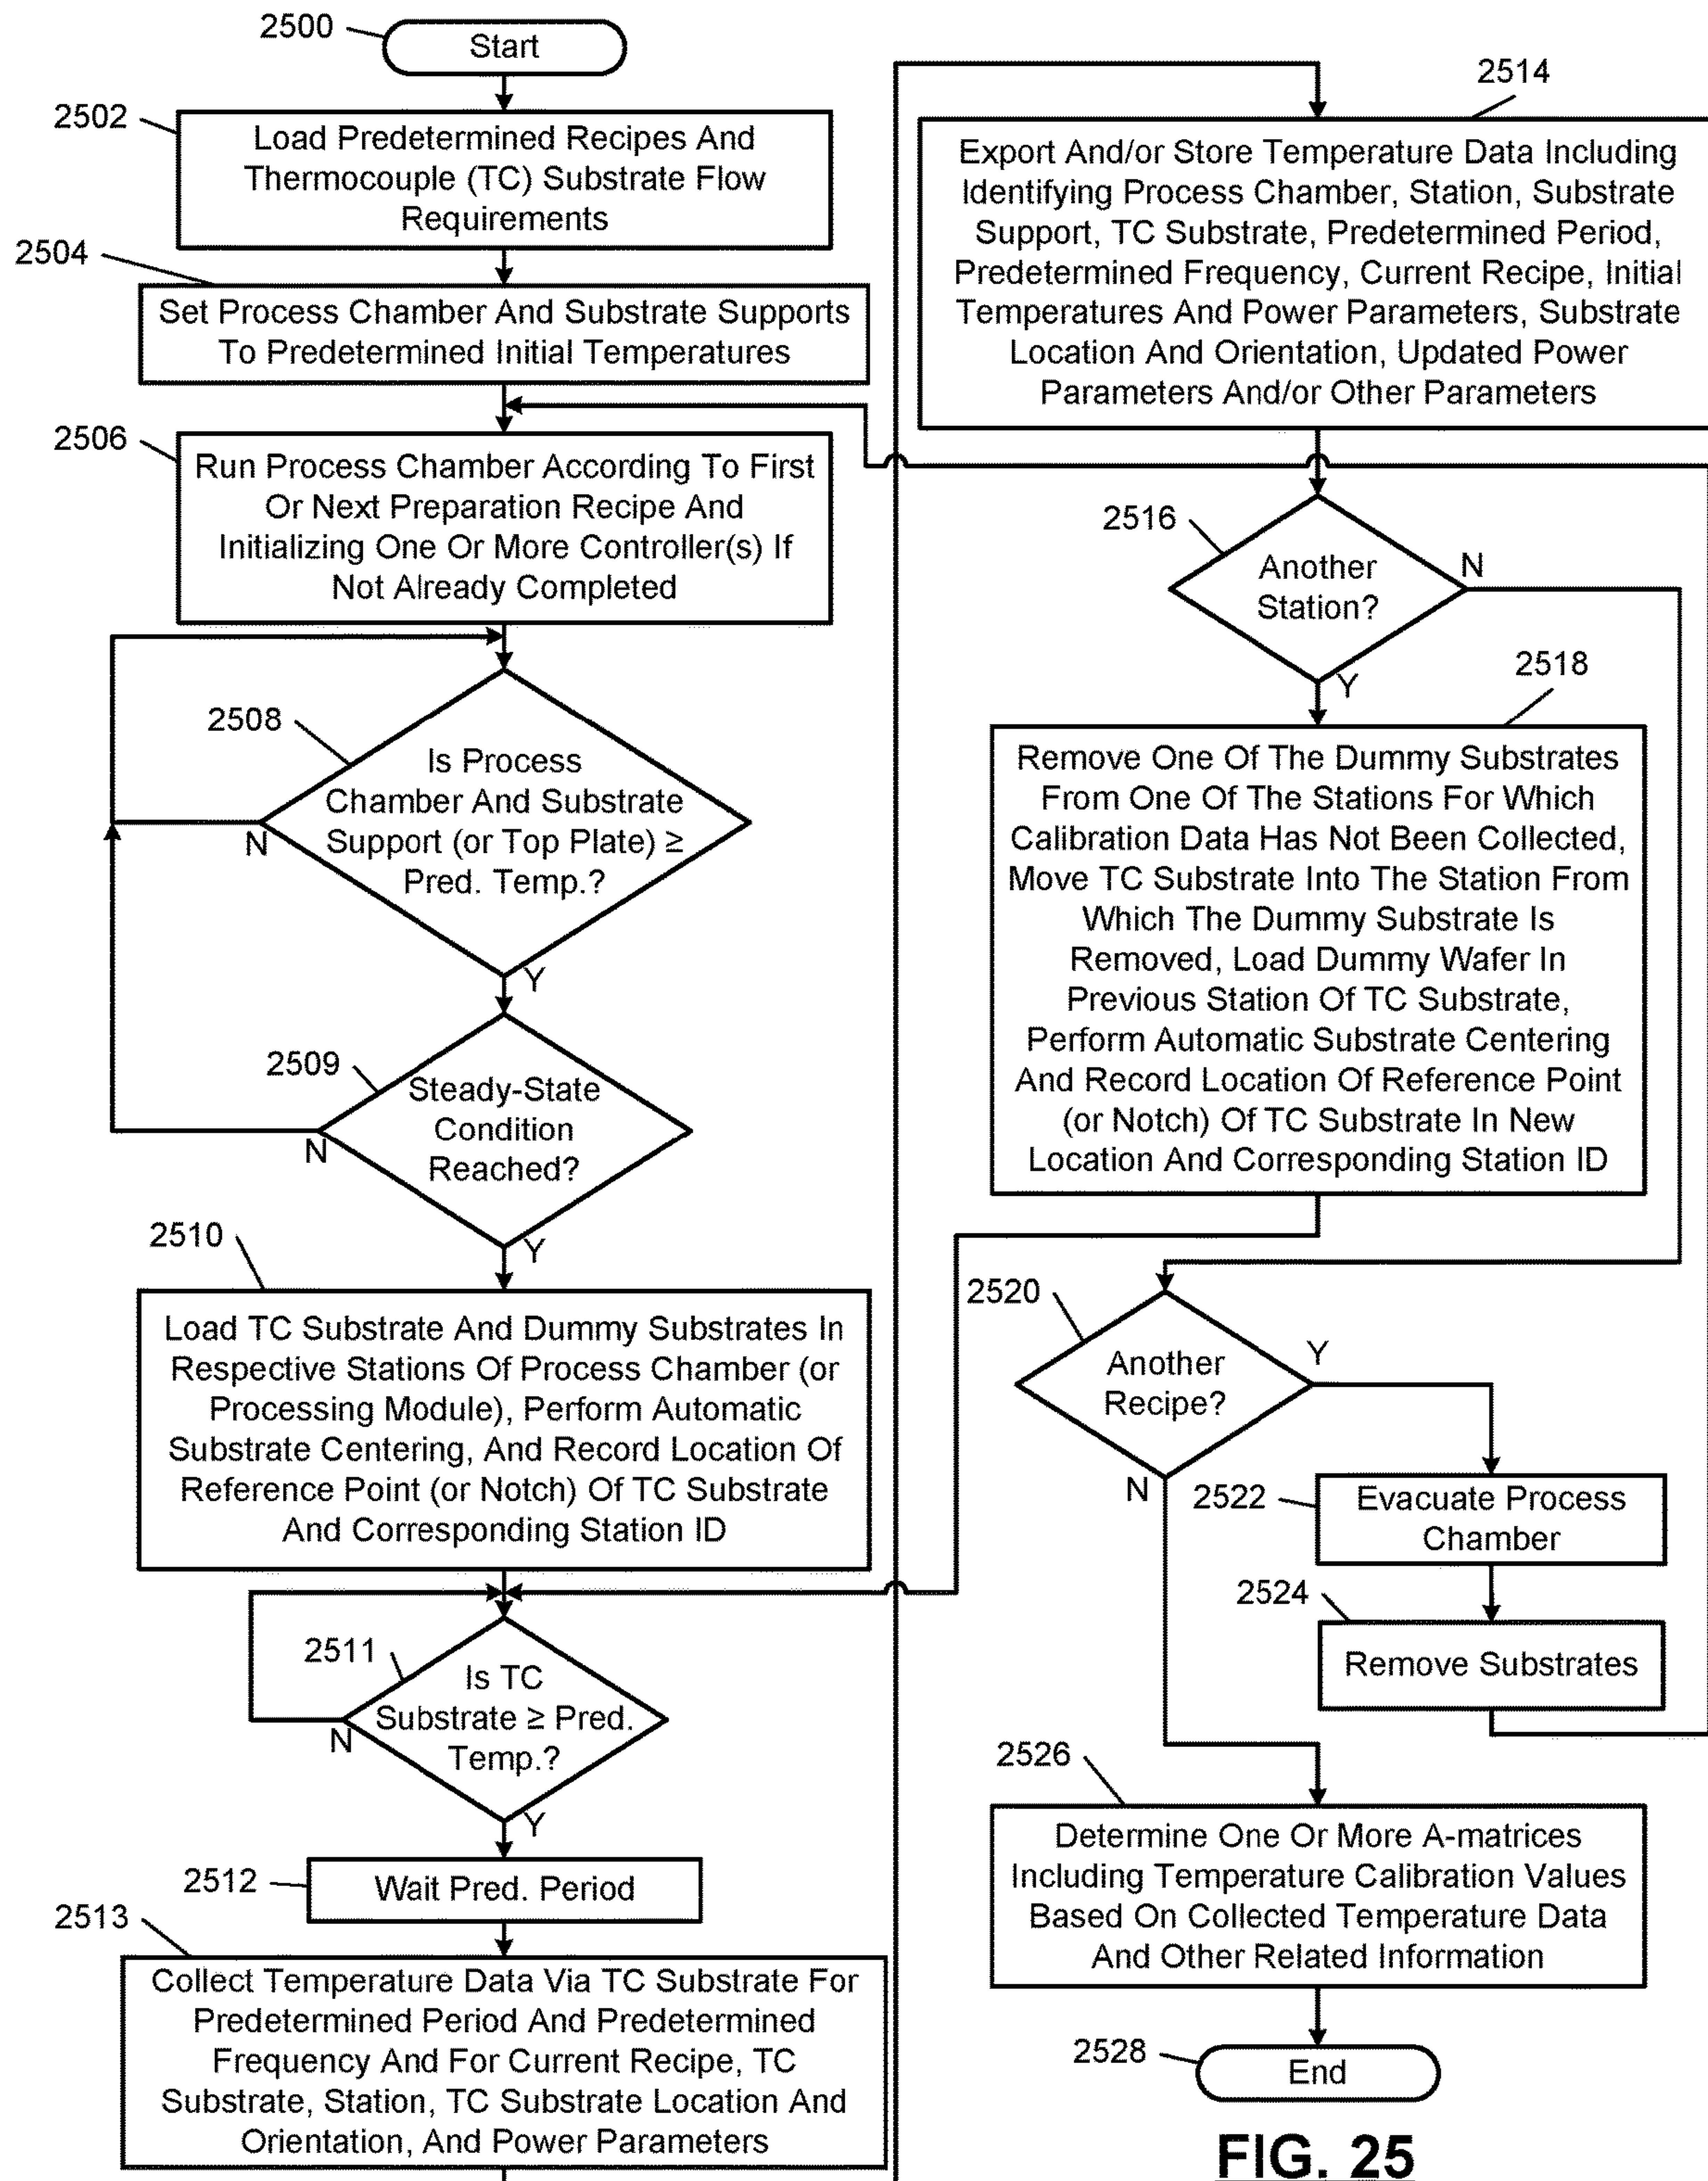 2500
Start
2502
Load Predetermined Recipes And
Thermocouple (TC) Substrate Flow
Requirements
2504
Set Process Chamber And Substrate Supports
To Predetermined Initial Temperatures
2506
Run Process Chamber According To First
Or Next Preparation Recipe And
Initializing One Or More Controller(s) If
Not Already Completed
2508
Is Process
Chamber And Substrate
Support (or Top Plate) ≥
Pred. Temp.?
N
Y
2509
Steady-State
Condition
Reached?
N
Y
2510
Load TC Substrate And Dummy Substrates In
Respective Stations Of Process Chamber (or
Processing Module), Perform Automatic
Substrate Centering, And Record Location Of
Reference Point (or Notch) Of TC Substrate
And Corresponding Station ID
2511
Is TC
Substrate ≥ Pred.
Temp.?
N
Y
2512
Wait Pred. Period
2513
Collect Temperature Data Via TC Substrate For
Predetermined Period And Predetermined
Frequency And For Current Recipe, TC
Substrate, Station, TC Substrate Location And
Orientation, And Power Parameters
2514
Export And/or Store Temperature Data Including
Identifying Process Chamber, Station, Substrate
Support, TC Substrate, Predetermined Period,
Predetermined Frequency, Current Recipe, Initial
Temperatures And Power Parameters, Substrate
Location And Orientation, Updated Power
Parameters And/or Other Parameters
2516
Another
Station?
N
Y
2518
Remove One Of The Dummy Substrates
From One Of The Stations For Which
Calibration Data Has Not Been Collected,
Move TC Substrate Into The Station From
Which The Dummy Substrate Is
Removed, Load Dummy Wafer In
Previous Station Of TC Substrate,
Perform Automatic Substrate Centering
And Record Location Of Reference Point
(or Notch) Of TC Substrate In New
Location And Corresponding Station ID
2520
Another
Recipe?
Y
N
2522
Evacuate Process
Chamber
2524
Remove Substrates
2526
Determine One Or More A-matrices
Including Temperature Calibration Values
Based On Collected Temperature Data
And Other Related Information
2528
End
FIG. 25